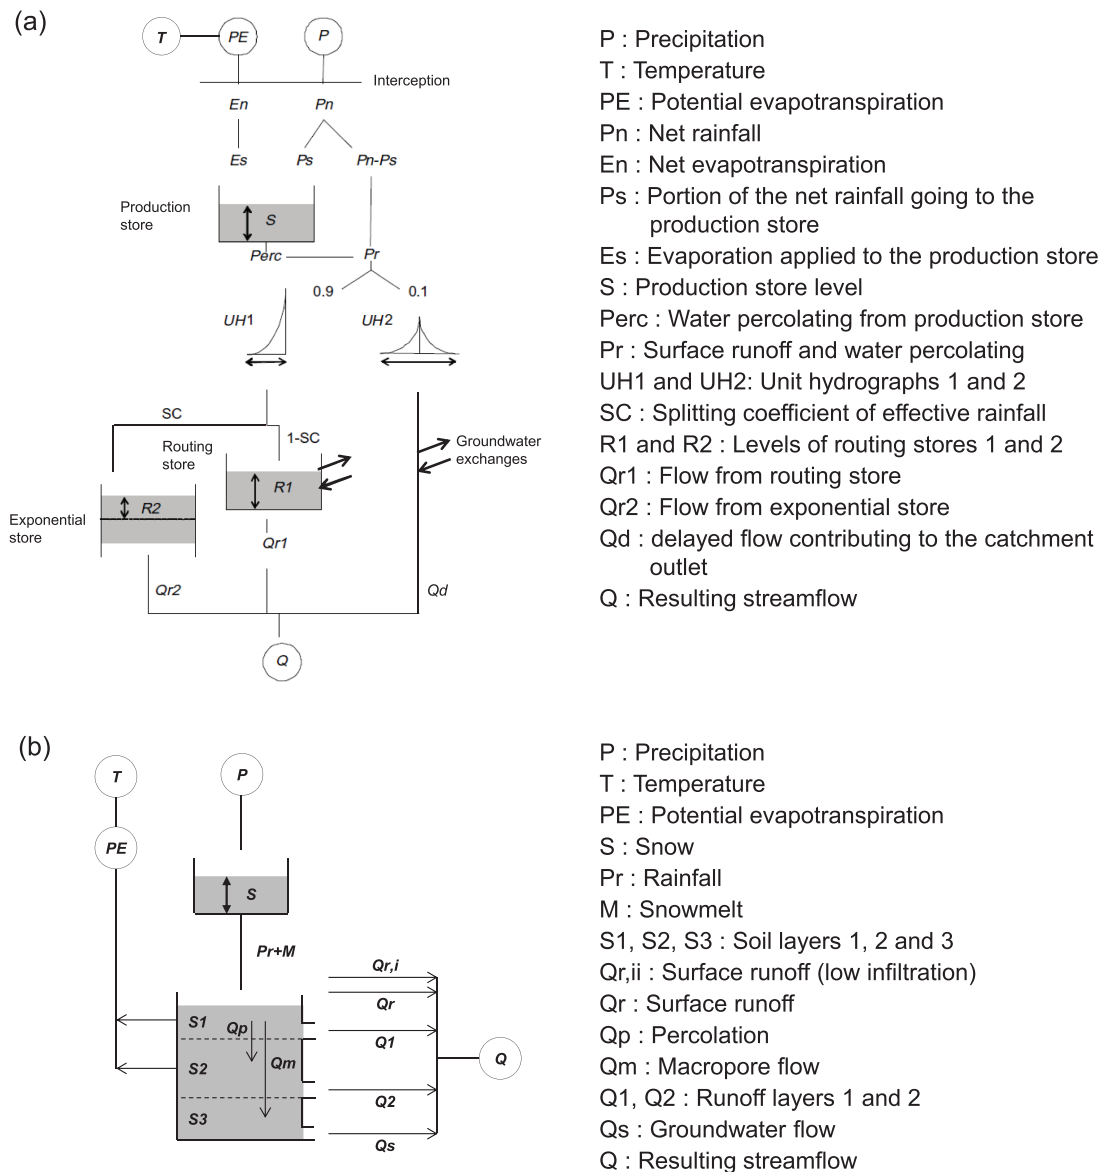 (a)
T
PE
P
Interception
En
Pn
Es
Ps
Pn-Ps
Production
store
S
Perc
Pr
0.9
0.1
UH1
UH2
SC
Routing
store
1-SC
Groundwater
exchanges
R1
R2
Exponential
store
Qr1
Qr2
Qd
Q
P : Precipitation
T : Temperature
PE : Potential evapotranspiration
Pn : Net rainfall
En : Net evapotranspiration
Ps : Portion of the net rainfall going to the
production store
Es : Evaporation applied to the production store
S : Production store level
Perc : Water percolating from production store
Pr : Surface runoff and water percolating
UH1 and UH2: Unit hydrographs 1 and 2
SC : Splitting coefficient of effective rainfall
R1 and R2 : Levels of routing stores 1 and 2
Qr1 : Flow from routing store
Qr2 : Flow from exponential store
Qd : delayed flow contributing to the catchment
outlet
Q : Resulting streamflow
(b)
T
P
PE
S
Pr+M
Qr,i
Qr
S1
Qp
Q1
S2
Qm
Q
Q2
S3
Qs
P : Precipitation
T : Temperature
PE : Potential evapotranspiration
S : Snow
Pr : Rainfall
M : Snowmelt
S1, S2, S3 : Soil layers 1, 2 and 3
Qr,ii : Surface runoff (low infiltration)
Qr : Surface runoff
Qp : Percolation
Qm : Macropore flow
Q1, Q2 : Runoff layers 1 and 2
Qs : Groundwater flow
Q : Resulting streamflow